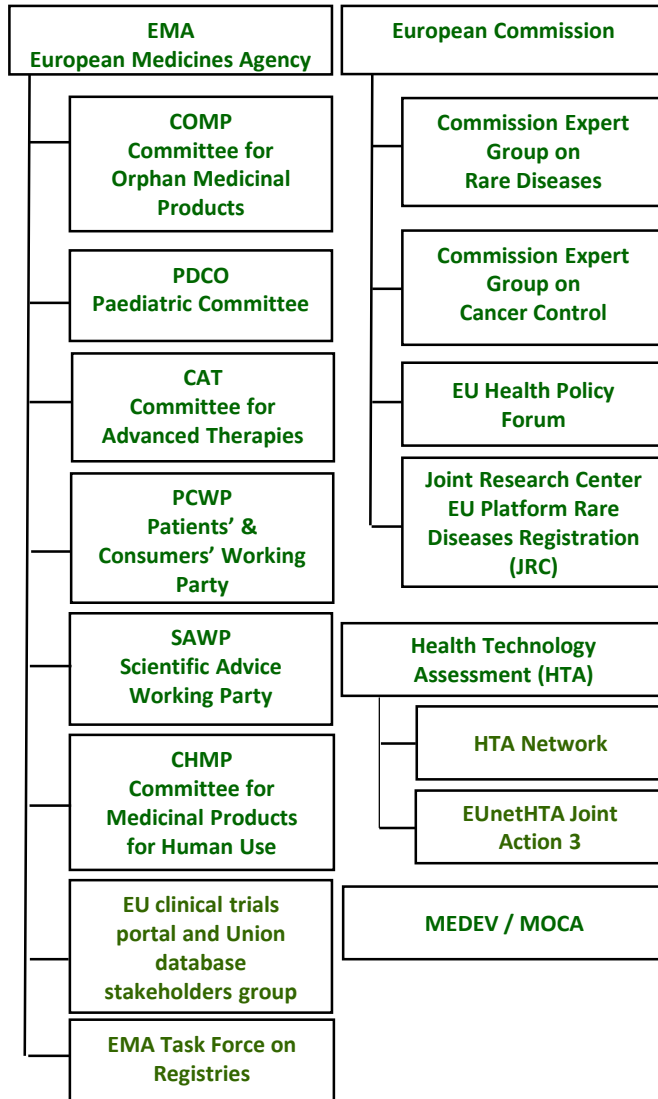 EMA
European Medicines Agency
COMP
Committee for
Orphan Medicinal
Products
PDCO
Paediatric Committee
CAT
Committee for
Advanced Therapies
PCWP
Patients’ &
Consumers’ Working
Party
SAWP
Scientific Advice
Working Party
CHMP
Committee for
Medicinal Products
for Human Use
EU clinical trials
portal and Union
database
stakeholders group
EMA Task Force on
Registries
European Commission
Commission Expert
Group on
Rare Diseases
Commission Expert
Group on
Cancer Control
EU Health Policy
Forum
Joint Research Center
EU Platform Rare
Diseases Registration
(JRC)
Health Technology
Assessment (HTA)
HTA Network
EUnetHTA Joint
Action 3
MEDEV / MOCA